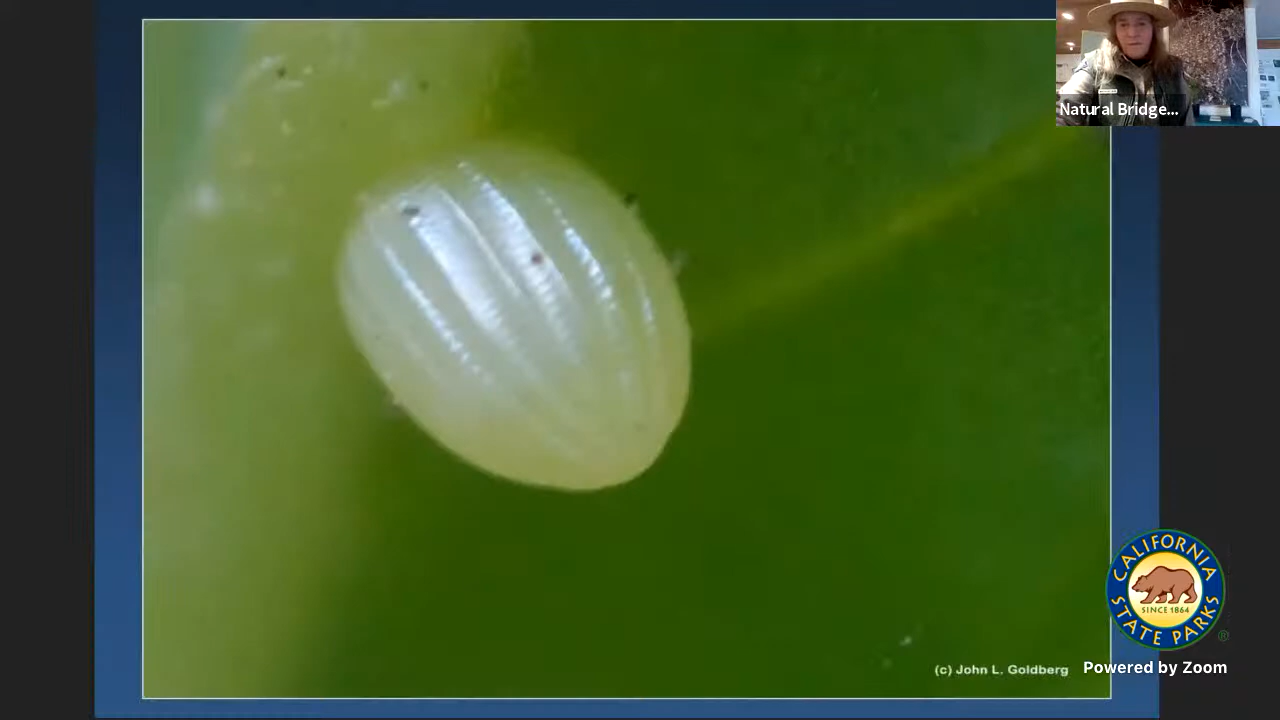 Natural Bridge...
CALIFORNIA
SINCE 1864
STATE PARKS
®
(c) John L. Goldberg
Powered by Zoom